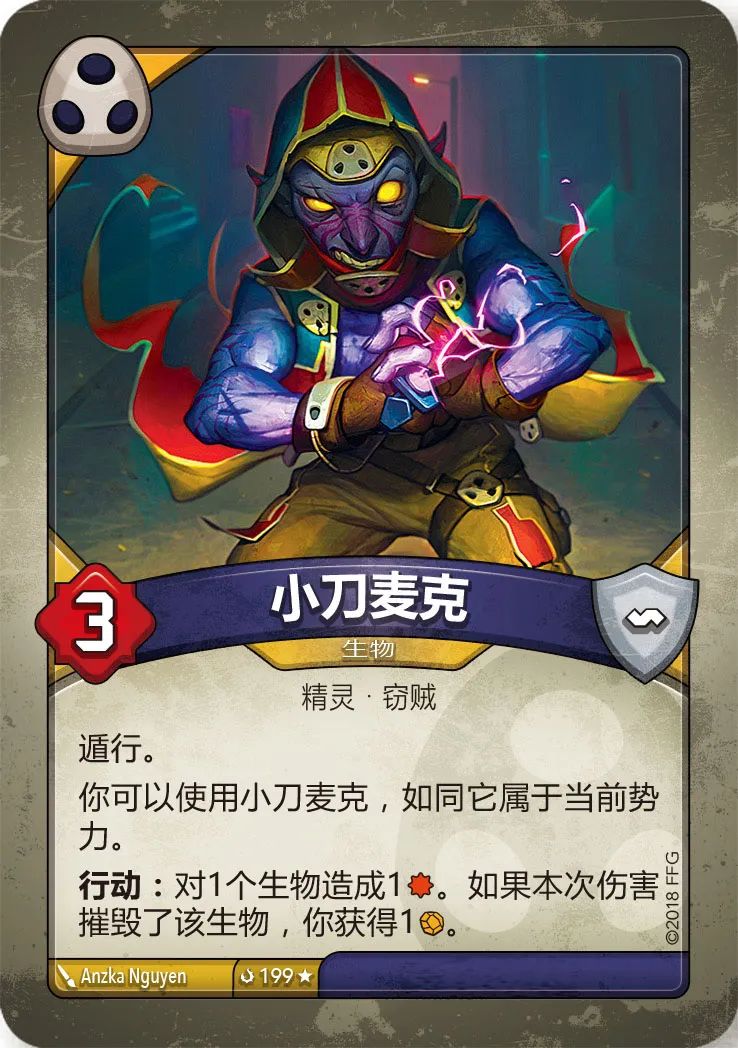 小刀麦克
3
生物
精灵 · 窃贼
遁行。
你可以使用小刀麦克，如同它属于当前势
力。
行动：对1个生物造成1。如果本次伤害
摧毁了该生物，你获得1。
©2018 FFG
Anzka Nguyen
199